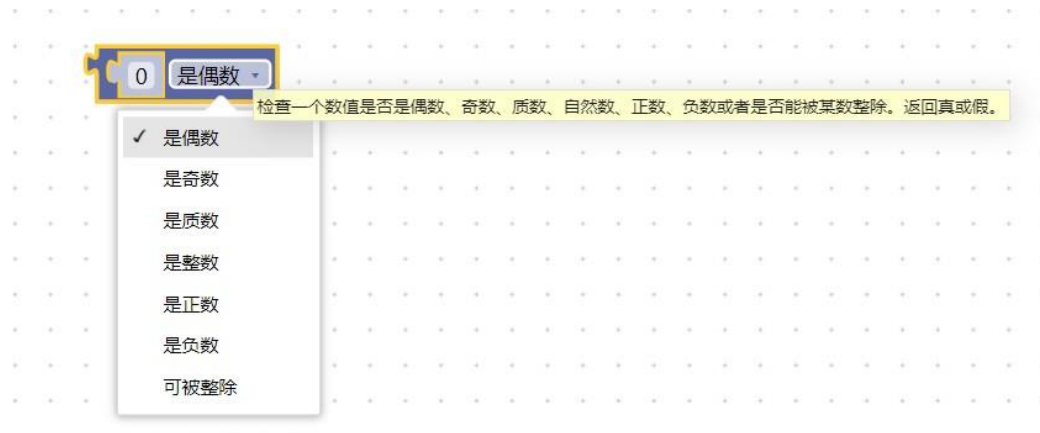 0 是偶数
检查一个数值是否是偶数、奇数、质数、自然数、正数、负数或者是否能被某数整除。返回真或假。
✓ 是偶数
是奇数
是质数
是整数
是正数
是负数
可被整除